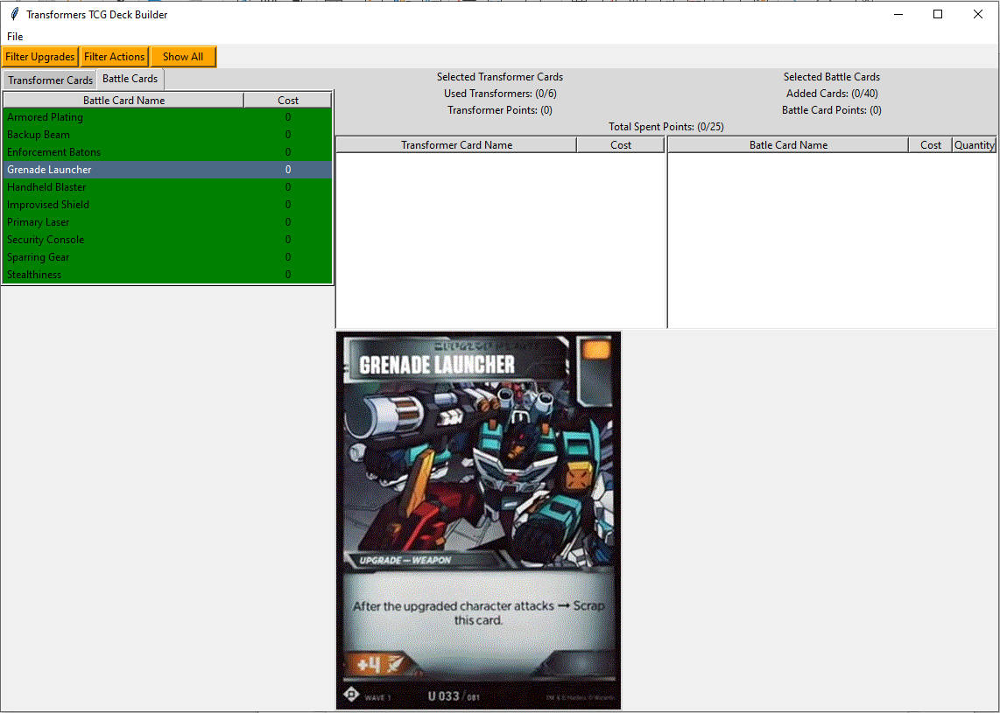 Transformers TCG Deck Builder
File
Filter Upgrades Filter Actions Show All
Transformer Cards Battle Cards
Battle Card Name Cost
Armored Plating 0
Backup Beam 0
Enforcement Batons 0
Grenade Launcher 0
Handheld Blaster 0
Improvised Shield 0
Primary Laser 0
Security Console 0
Sparring Gear 0
Stealthiness 0
Selected Transformer Cards
Used Transformers: (0/6)
Transformer Points: (0)
Selected Battle Cards
Added Cards: (0/40)
Battle Card Points: (0)
Total Spent Points: (0/25)
Transformer Card Name Cost
Batle Card Name Cost Quantity
GRENADE LAUNCHER
UPGRADE – WEAPON
After the upgraded character attacks → Scrap
this card.
+4
WAVE 1 U 033 / 081